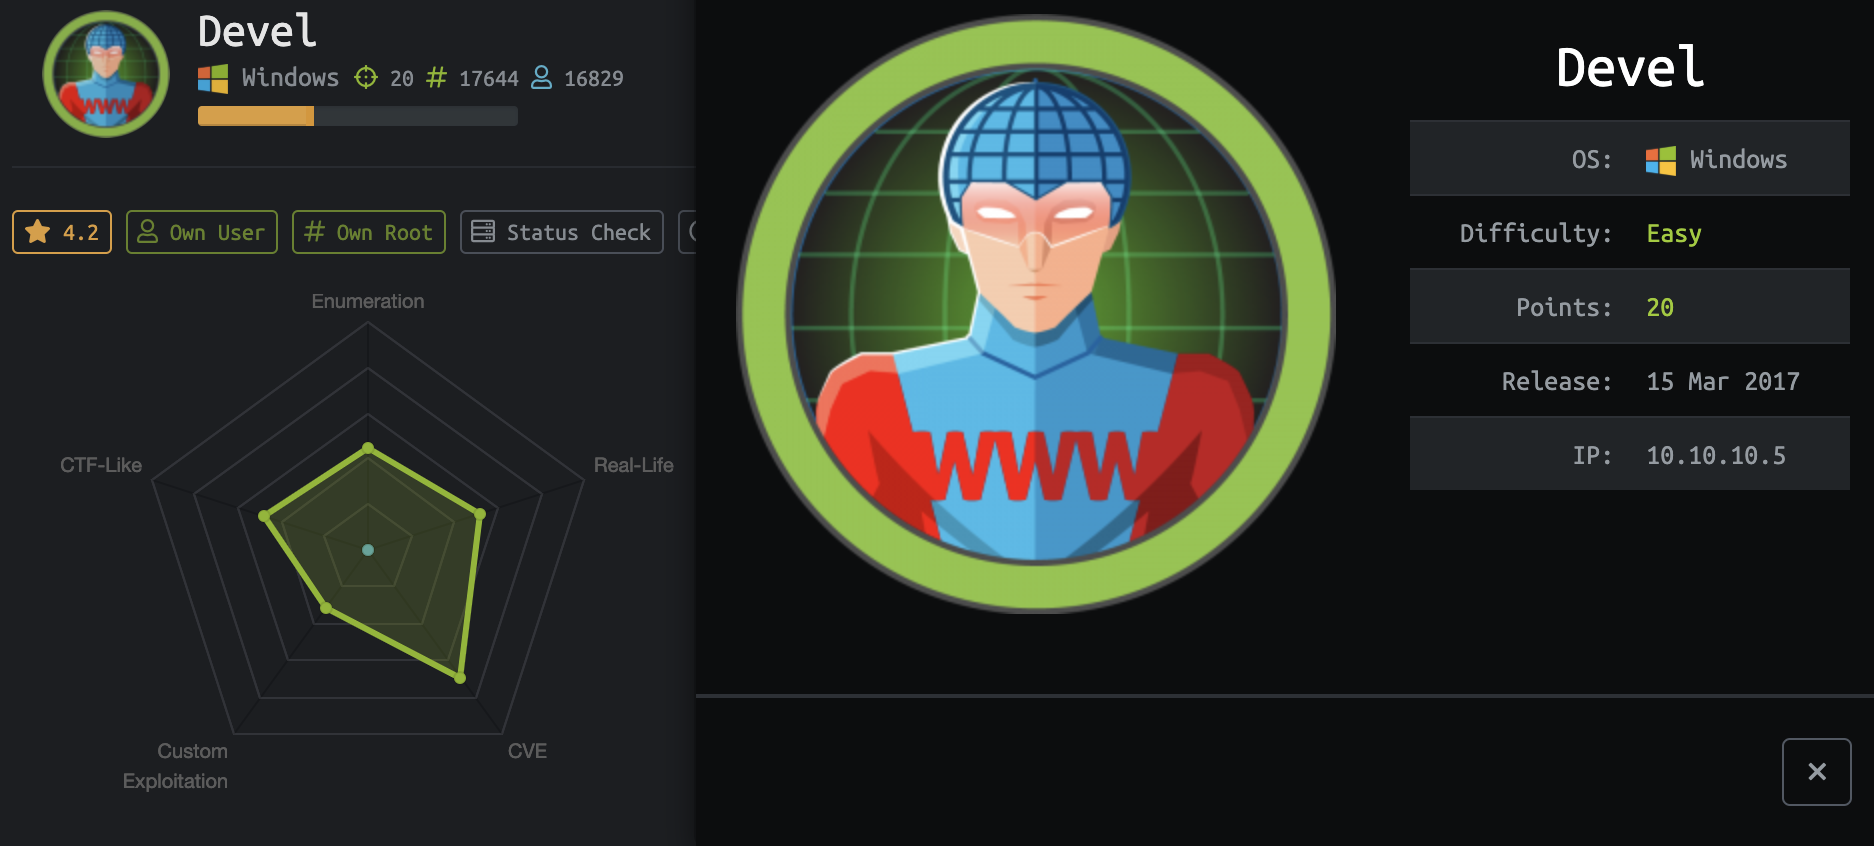 Devel
Windows 20 # 17644 16829
4.2 Own User # Own Root Status Check
Enumeration
CTF-Like
Real-Life
Custom
Exploitation
CVE
WWW
WWW
Devel
OS: Windows
Difficulty: Easy
Points: 20
Release: 15 Mar 2017
IP: 10.10.10.5
×